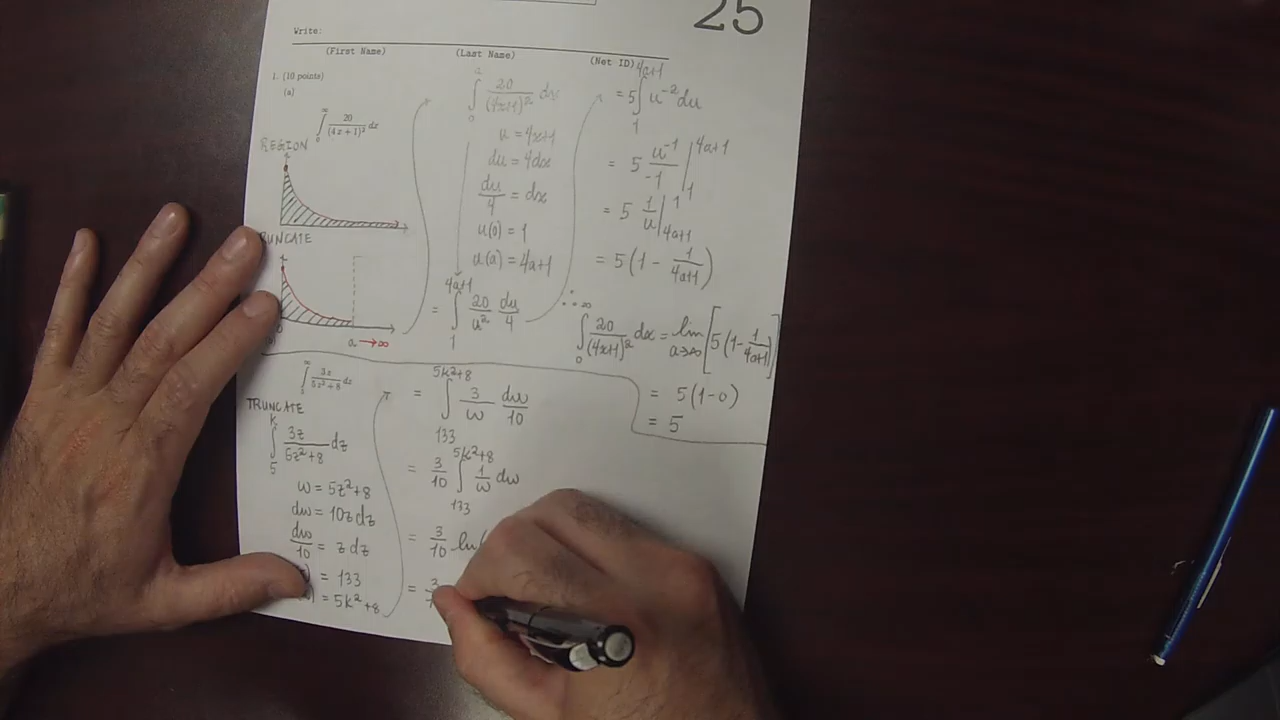 25
Write:
(First Name) (Last Name) (Net ID)
1. (10 points)
(a)
∫₀^∞ 20/(4x+1)² dx
REGION
TRUNCATE
0 a → ∞
∫₀^a 20/(4x+1)² dx
u = 4x+1
du = 4dx
du/4 = dx
u(0) = 1
u(a) = 4a+1
= ∫₁^(4a+1) 20/u² du/4
= 5 ∫₁^(4a+1) u⁻² du
= 5 u⁻¹/-1 |₁^(4a+1)
= 5 1/u |_(4a+1)^1
= 5(1 - 1/(4a+1))
∴ ∫₀^∞ 20/(4x+1)² dx = lim a→∞ [5(1 - 1/(4a+1))]
= 5(1-0)
= 5
∫₅^∞ 3z/(5z²+8) dz
TRUNCATE
∫₅^k 3z/(5z²+8) dz
w = 5z²+8
dw = 10z dz
dw/10 = z dz
) = 133
) = 5k²+8
= ∫₁₃₃^(5k²+8) 3/w dw/10
= 3/10 ∫₁₃₃^(5k²+8) 1/w dw
= 3/10 ln(
= 3/